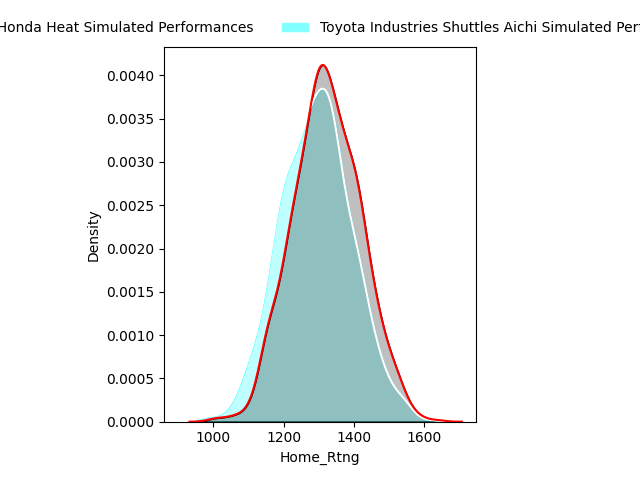 Honda Heat Simulated Performances
Toyota Industries Shuttles Aichi Simulated
0.0040
0.0035
0.0030
0.0025
0.0020
0.0015
0.0010
0.0005
0.0000
Density
1000 1200 1400 1600
Home_Rtng